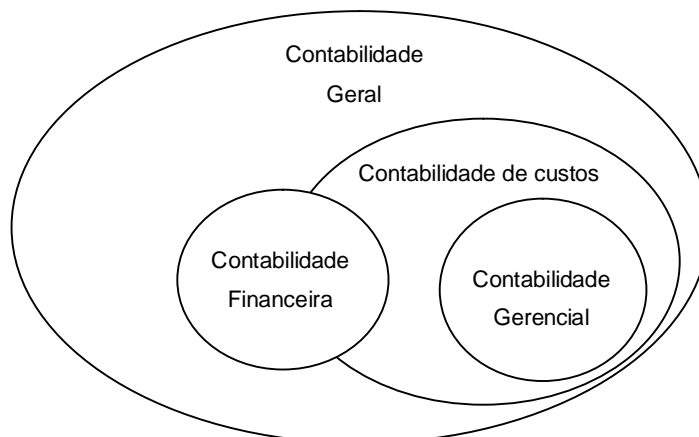 Contabilidade
Geral
Contabilidade de custos
Contabilidade
Financeira
Contabilidade
Gerencial